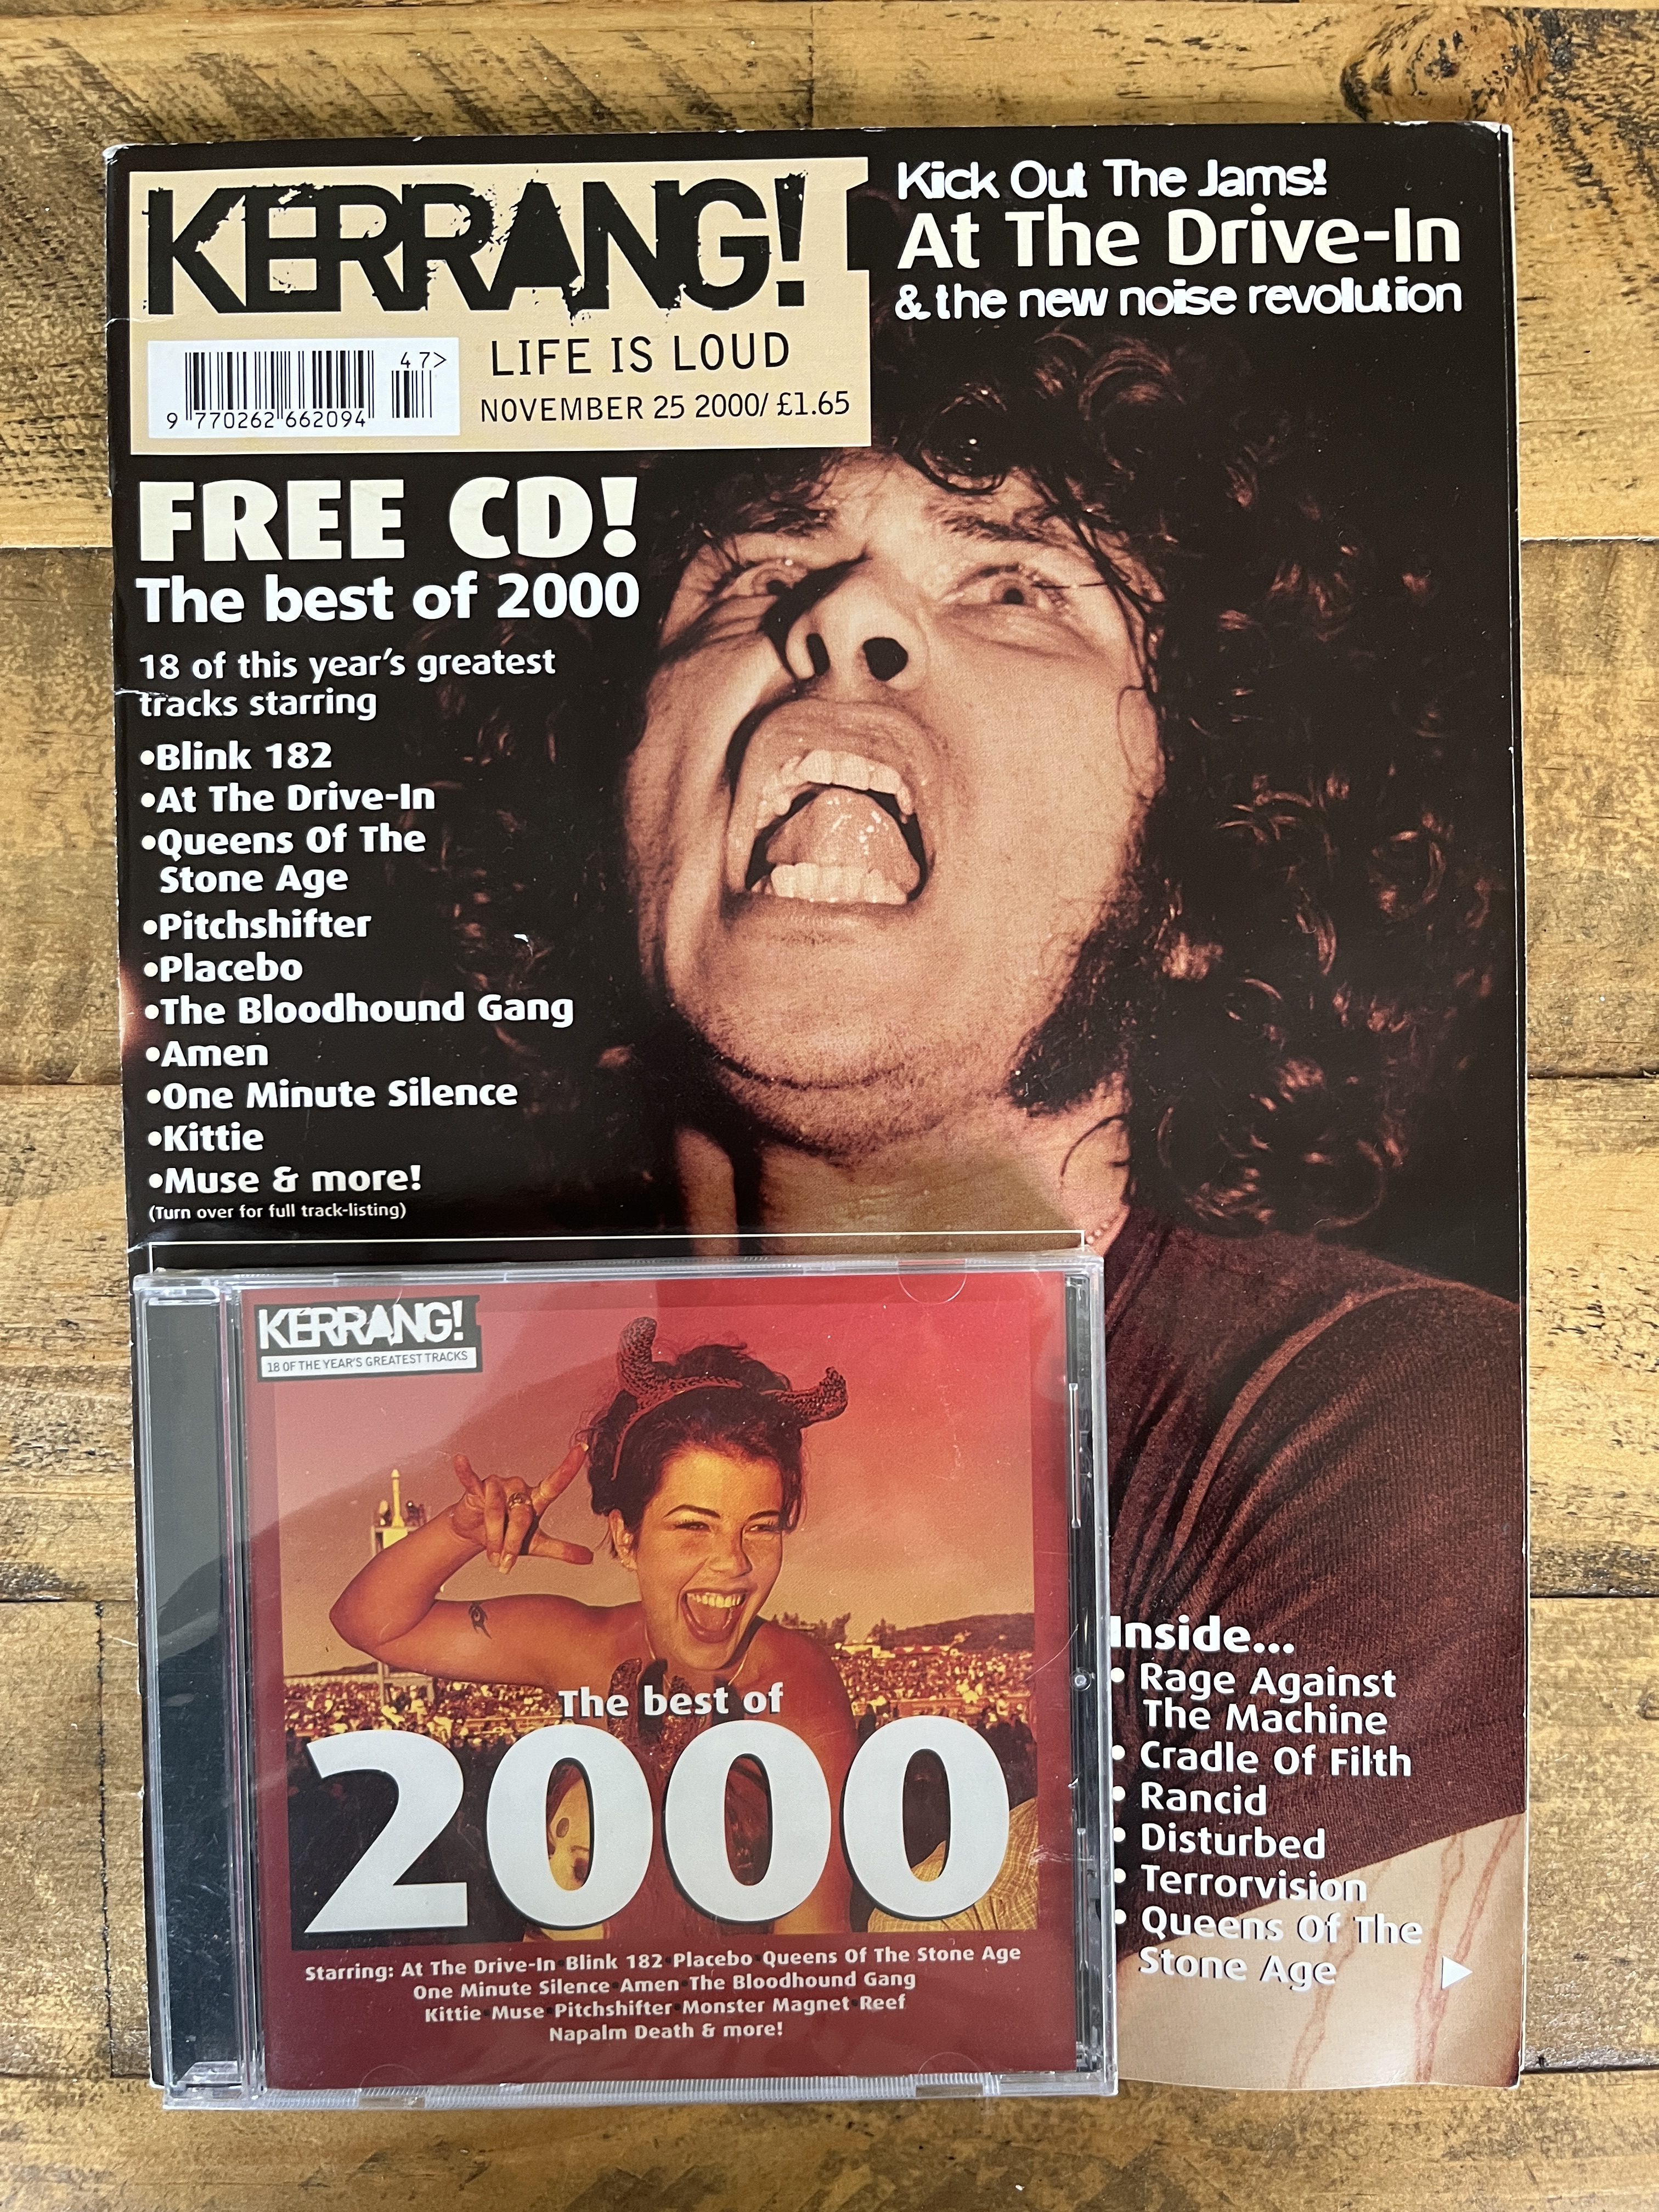 KERRANG!
LIFE IS LOUD
NOVEMBER 25 2000/ £1.65
47>
9 770262 662094
Kick Out The Jams!
At The Drive-In
& the new noise revolution
FREE CD!
The best of 2000
18 of this year's greatest
tracks starring
•Blink 182
•At The Drive-In
•Queens Of The
Stone Age
•Pitchshifter
•Placebo
•The Bloodhound Gang
•Amen
•One Minute Silence
•Kittie
•Muse & more!
(Turn over for full track-listing)
KERRANG!
18 OF THE YEAR'S GREATEST TRACKS
The best of
2000
Starring: At The Drive-In • Blink 182 • Placebo • Queens Of The Stone Age
One Minute Silence • Amen • The Bloodhound Gang
Kittie • Muse • Pitchshifter • Monster Magnet • Reef
Napalm Death & more!
Inside...
• Rage Against
The Machine
• Cradle Of Filth
• Rancid
• Disturbed
• Terrorvision
• Queens Of The
Stone Age